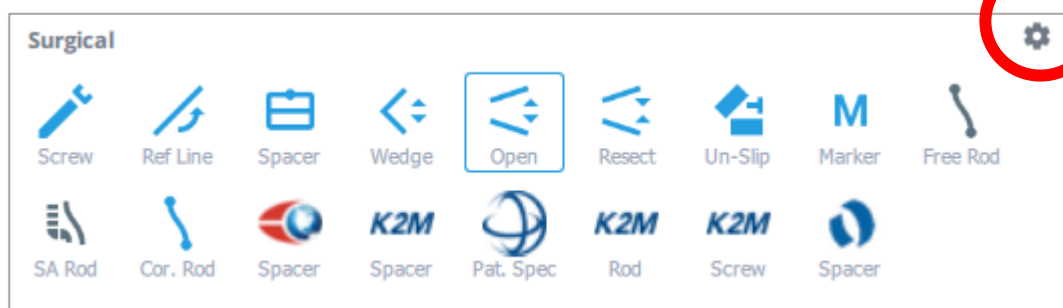 Surgical
M
Screw Ref Line Spacer Wedge Open Resect Un-Slip Marker Free Rod
K2M K2M K2M
SA Rod Cor. Rod Spacer Spacer Pat. Spec Rod Screw Spacer